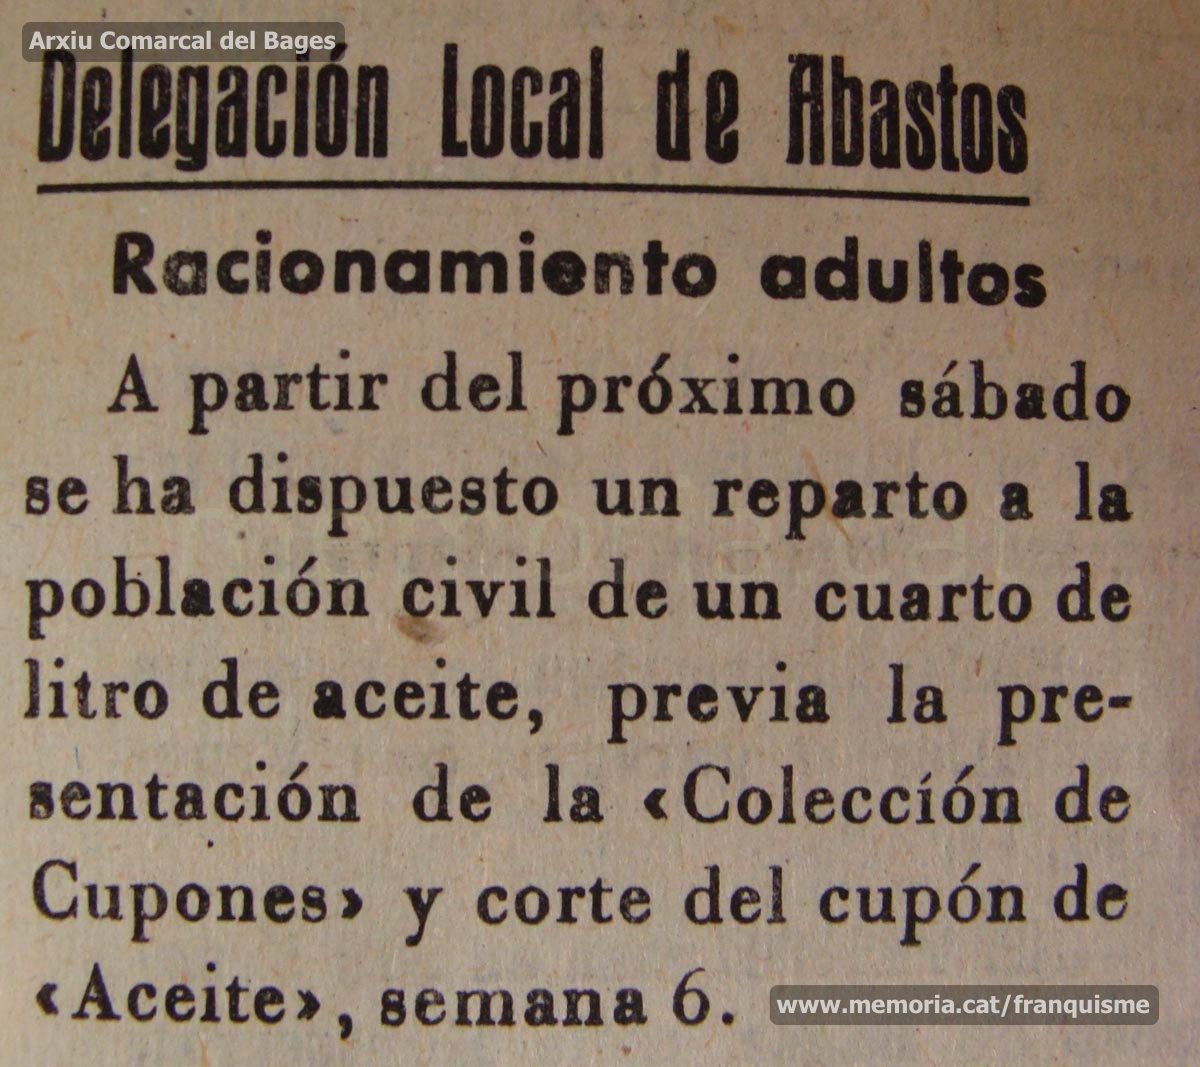 Arxiu Comarcal del Bages
Delegación Local de Abastos
Racionamiento adultos
A partir del próximo sábado
se ha dispuesto un reparto a la
población civil de un cuarto de
litro de aceite, previa la pre-
sentación de la «Colección de
Cupones» y corte del cupón de
«Aceite», semana 6.
www.memoria.cat/franquisme